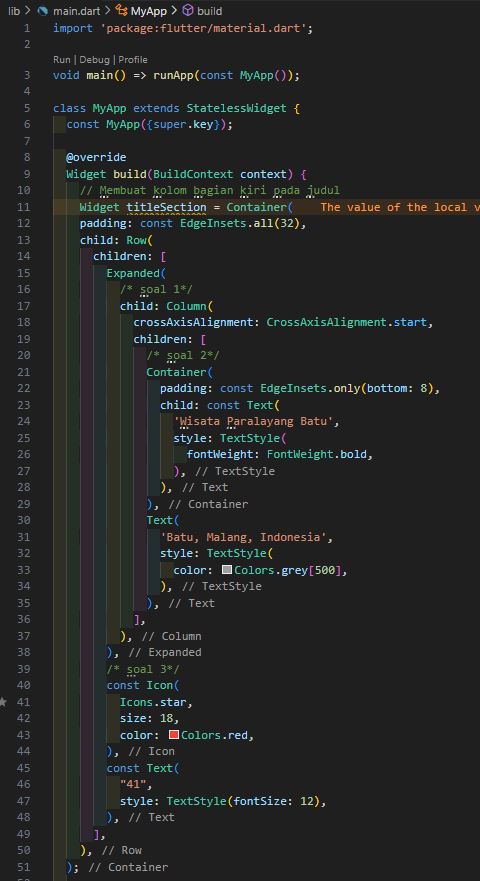 lib > main.dart > MyApp > build
1 import 'package:flutter/material.dart';
2
Run | Debug | Profile
3 void main() => runApp(const MyApp());
4
5 class MyApp extends StatelessWidget {
6 const MyApp({super.key});
7
8 @override
9 Widget build(BuildContext context) {
10 // Membuat kolom bagian kiri pada judul
11 Widget titleSection = Container( The value of the local v
12 padding: const EdgeInsets.all(32),
13 child: Row(
14 children: [
15 Expanded(
16 /* soal 1*/
17 child: Column(
18 crossAxisAlignment: CrossAxisAlignment.start,
19 children: [
20 /* soal 2*/
21 Container(
22 padding: const EdgeInsets.only(bottom: 8),
23 child: const Text(
24 'Wisata Paralayang Batu',
25 style: TextStyle(
26 fontWeight: FontWeight.bold,
27 ), // TextStyle
28 ), // Text
29 ), // Container
30 Text(
31 'Batu, Malang, Indonesia',
32 style: TextStyle(
33 color: Colors.grey[500],
34 ), // TextStyle
35 ), // Text
36 ],
37 ), // Column
38 ), // Expanded
39 /* soal 3*/
40 const Icon(
41 Icons.star,
42 size: 18,
43 color: Colors.red,
44 ), // Icon
45 const Text(
46 "41",
47 style: TextStyle(fontSize: 12),
48 ), // Text
49 ],
50 ), // Row
51 ); // Container